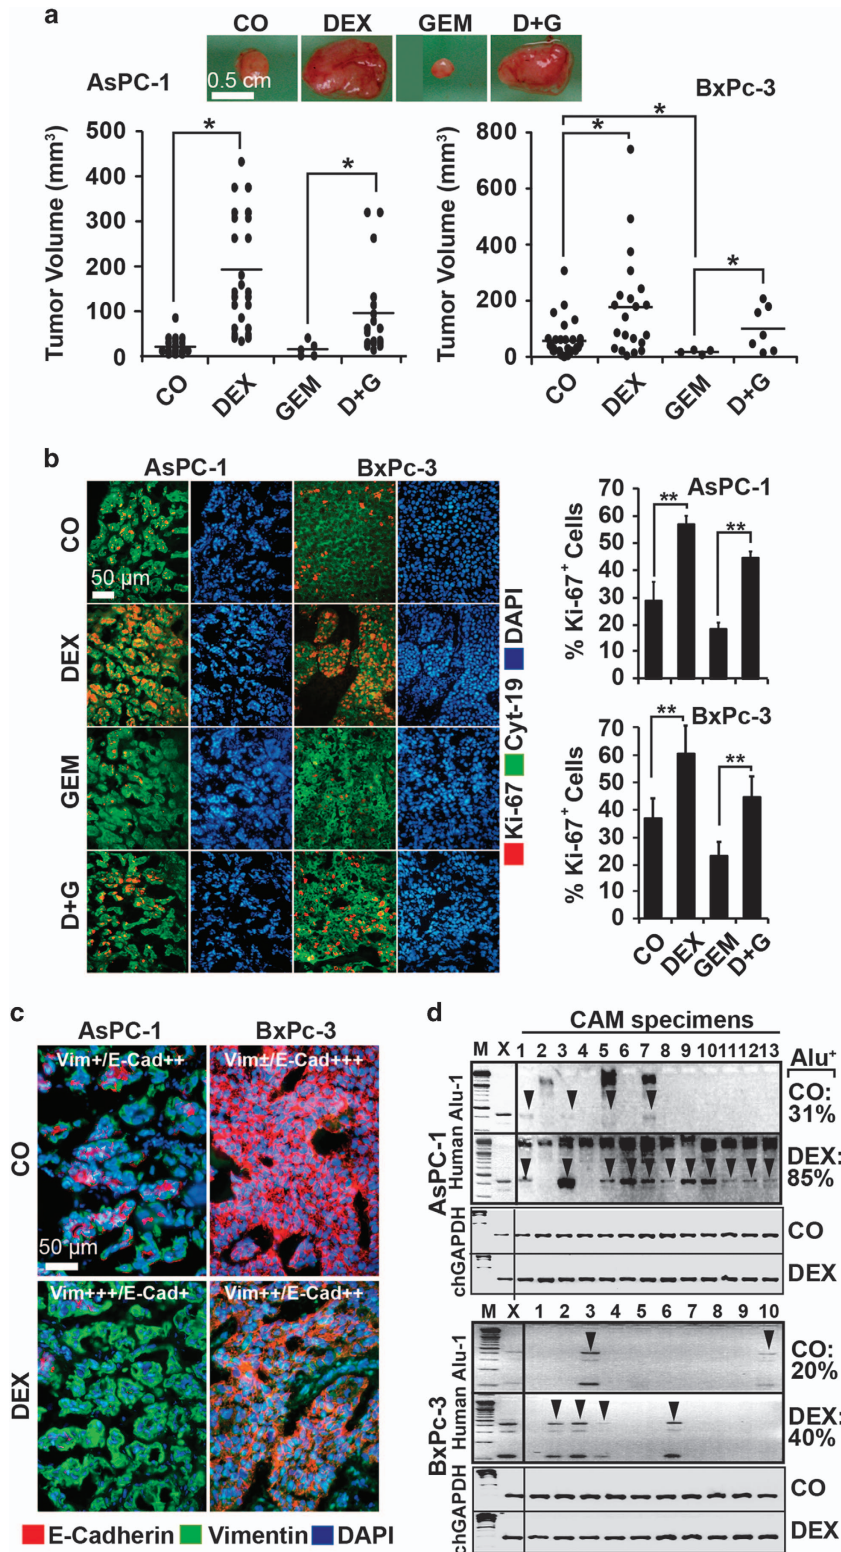 a
CO DEX GEM D+G
0.5 cm
AsPC-1
BxPc-3
Tumor Volume (mm³)
500
400
300
200
100
0
*
*
CO DEX GEM D+G
Tumor Volume (mm³)
800
600
400
200
0
*
*
*
CO DEX GEM D+G
b
AsPC-1 BxPc-3
CO
50 µm
DEX
GEM
D+G
Ki-67 Cyt-19 DAPI
AsPC-1
% Ki-67⁺ Cells
70
60
50
40
30
20
10
0
**
**
BxPc-3
% Ki-67⁺ Cells
70
60
50
40
30
20
10
0
**
**
CO DEX GEM D+G
c
AsPC-1 BxPc-3
CO
Vim+/E-Cad++ Vim±/E-Cad+++
50 µm
DEX
Vim+++/E-Cad+ Vim++/E-Cad++
E-Cadherin Vimentin DAPI
d
CAM specimens
M X 1 2 3 4 5 6 7 8 9 10 11 12 13
Alu⁺
AsPC-1
Human Alu-1
CO:
31%
DEX:
85%
chGAPDH
CO
DEX
M X 1 2 3 4 5 6 7 8 9 10
BxPc-3
Human Alu-1
CO:
20%
DEX:
40%
chGAPDH
CO
DEX